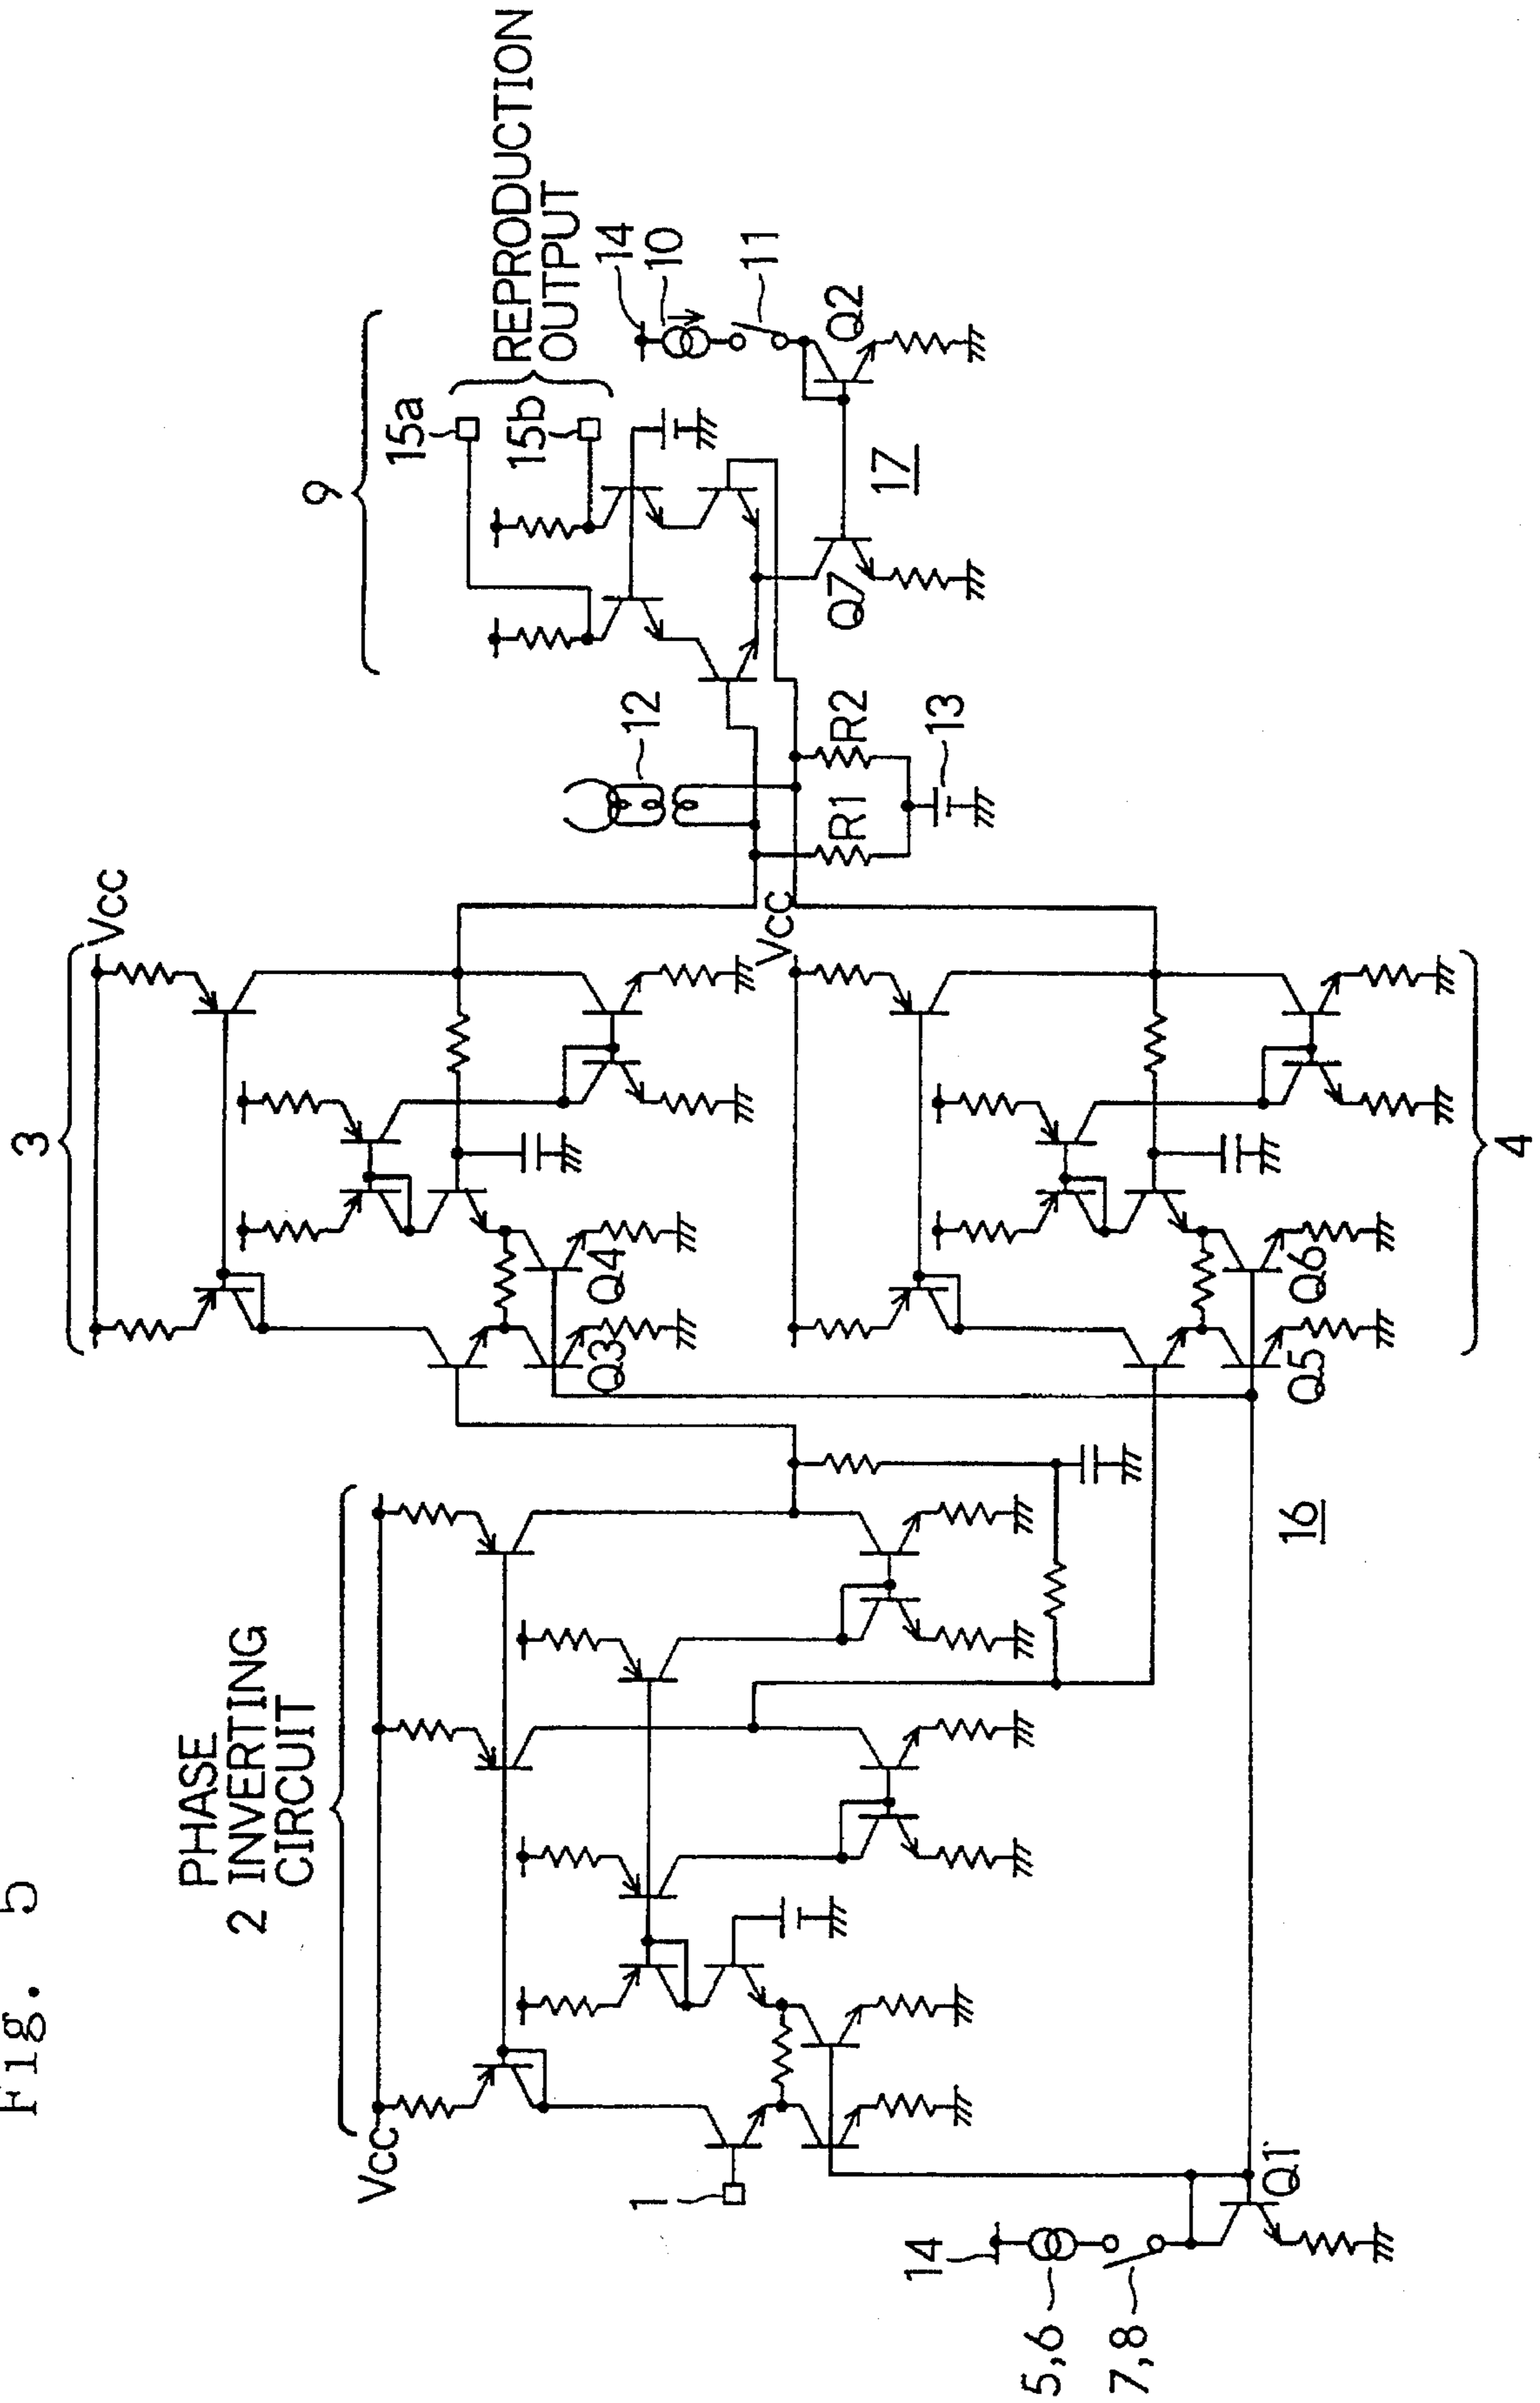 Fig. 5
PHASE
2 INVERTING
CIRCUIT
Vcc
1
14
5,6
7,8
Q1
16
3
Vcc
Q3
Q4
Vcc
Q5
Q6
4
12
R1
R2
13
9
15a
15b
REPRODUCTION
OUTPUT
14
10
11
Q2
Q7
17